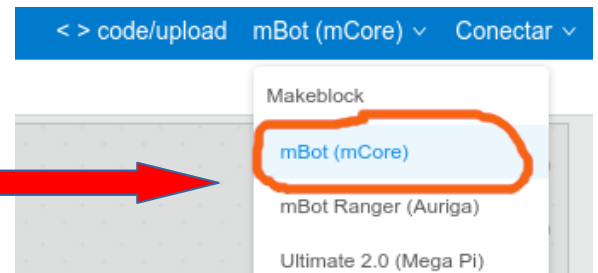 < > code/upload mBot (mCore) Conectar
Makeblock
mBot (mCore)
mBot Ranger (Auriga)
Ultimate 2.0 (Mega Pi)